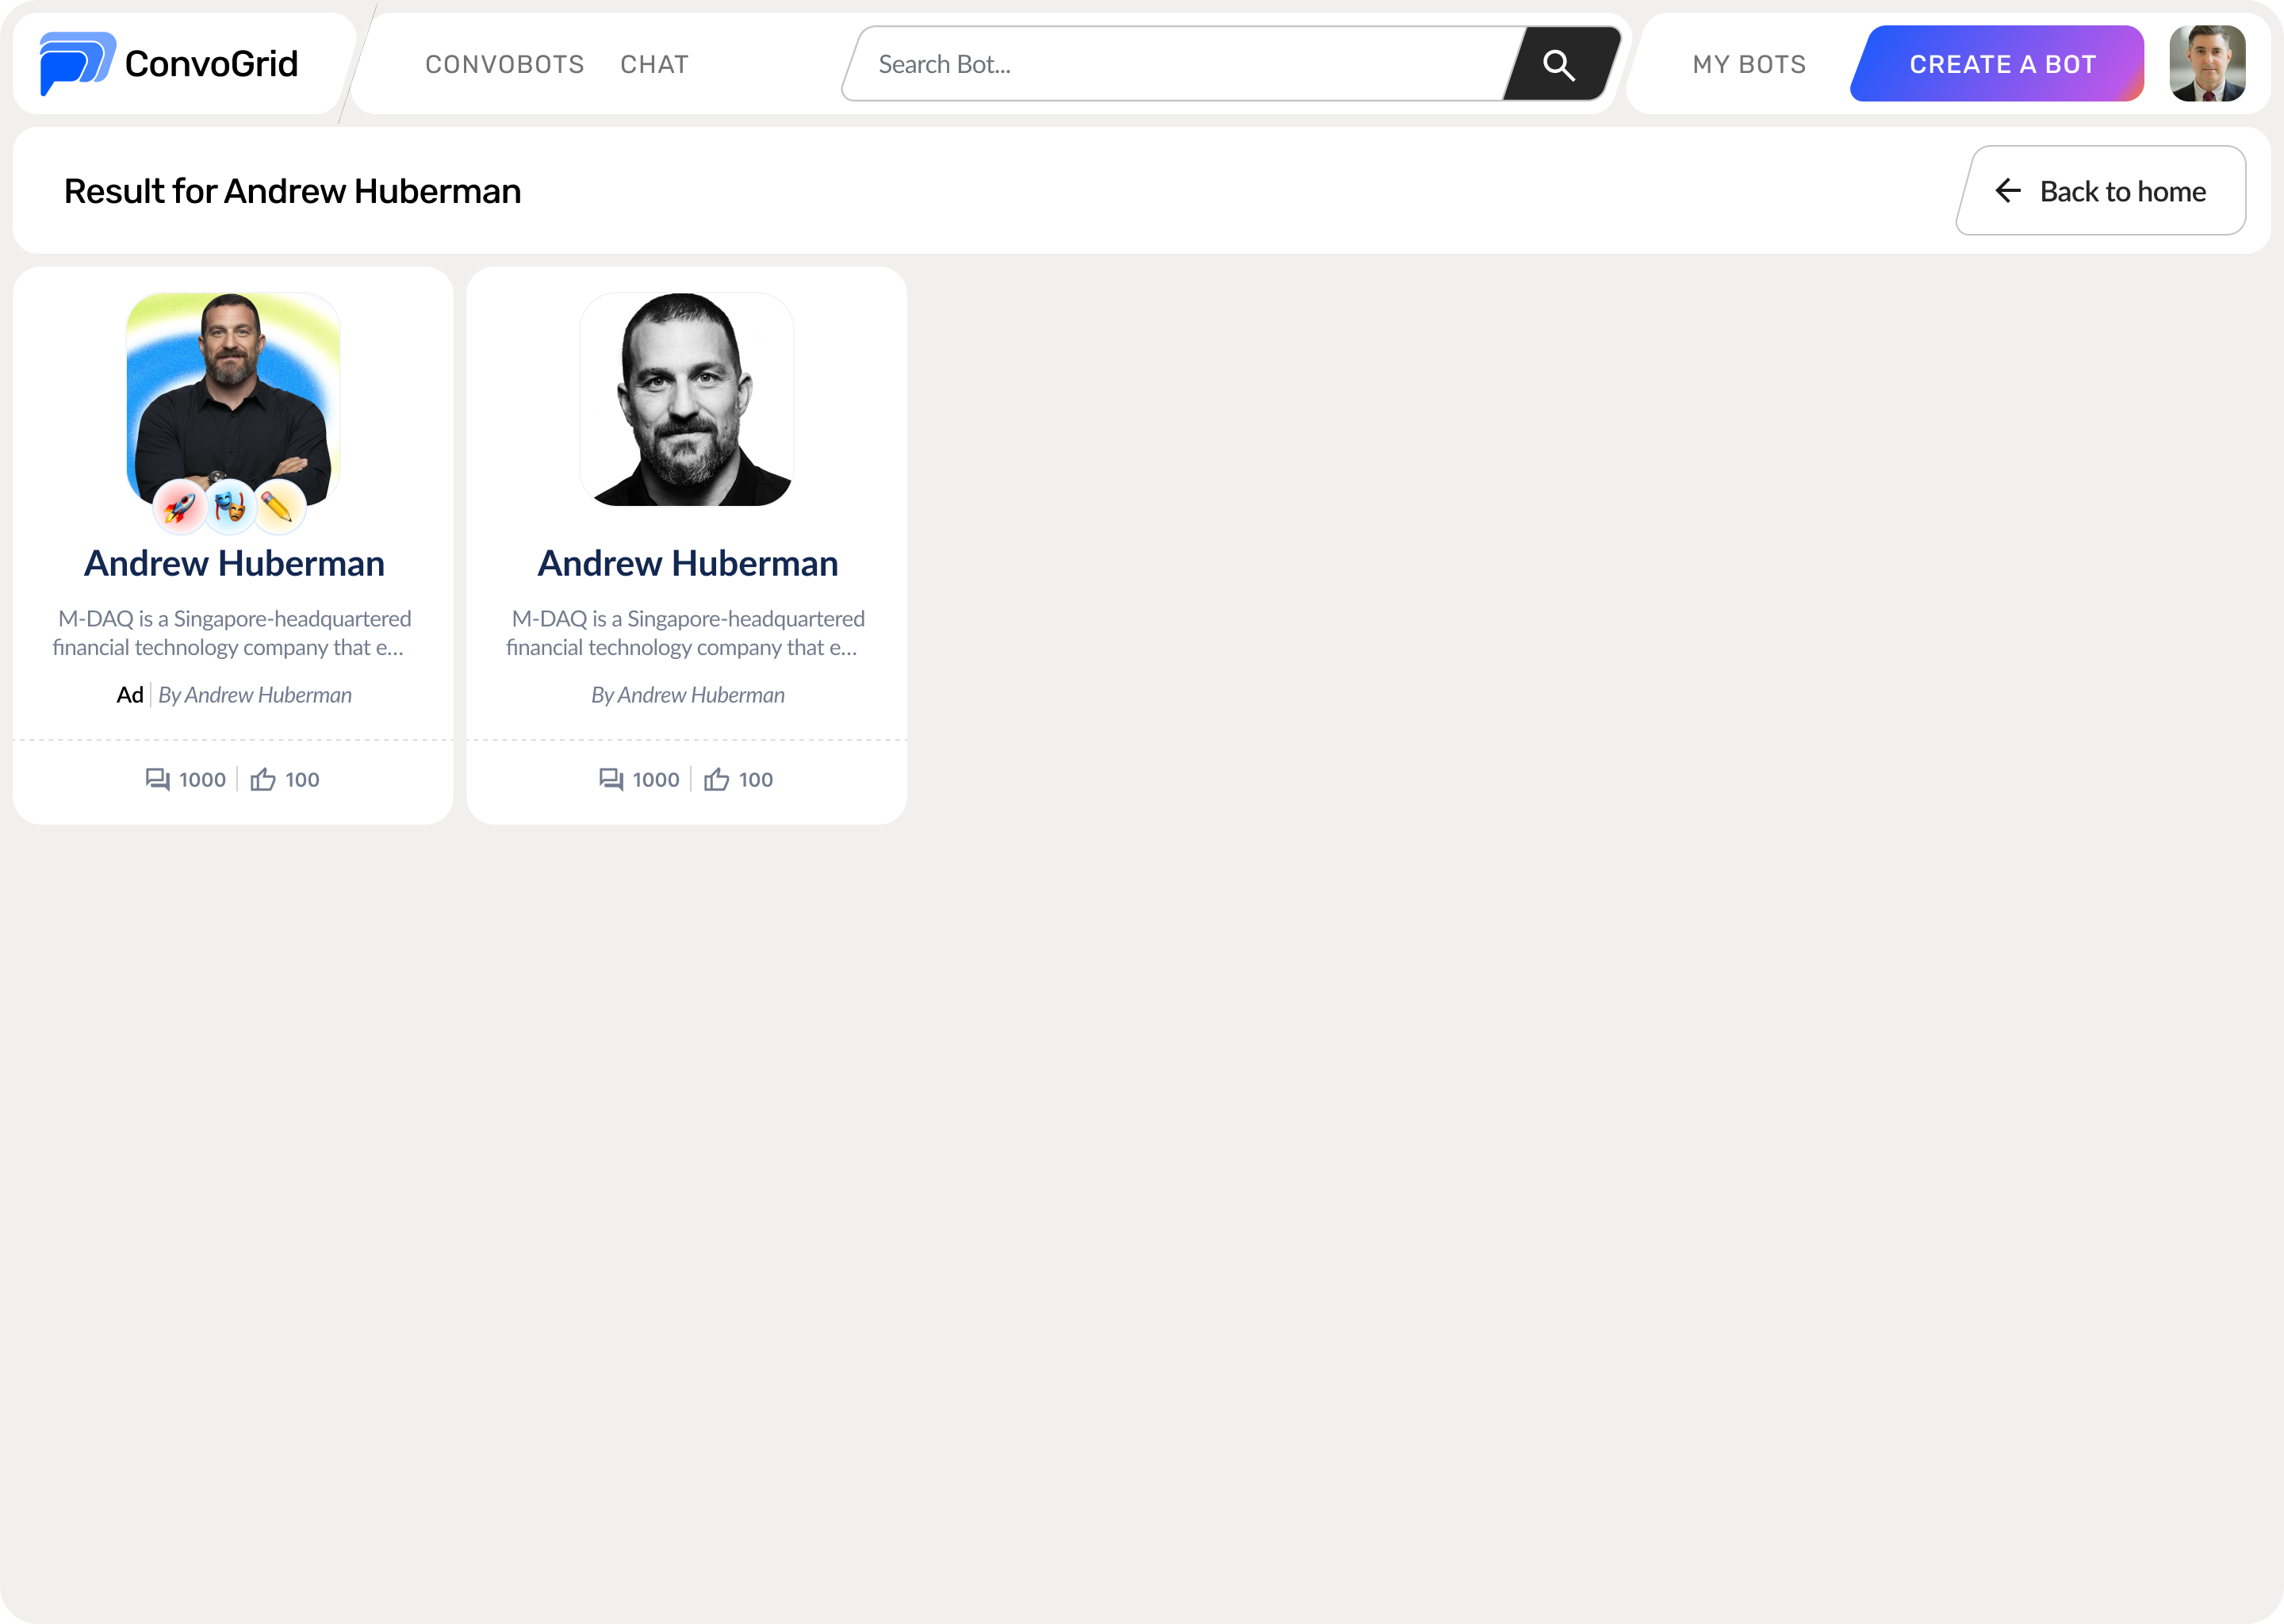 ConvoGrid
CONVOBOTS
CHAT
Search Bot...
MY BOTS
CREATE A BOT
Result for Andrew Huberman
Back to home
Andrew Huberman
M-DAQ is a Singapore-headquartered
financial technology company that e...
Ad
By Andrew Huberman
1000
100
Andrew Huberman
M-DAQ is a Singapore-headquartered
financial technology company that e...
By Andrew Huberman
1000
100